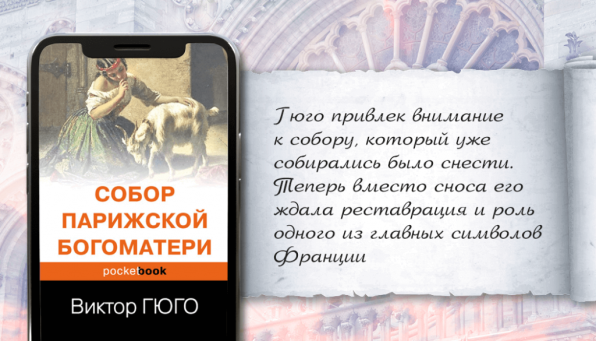 СОБОР
ПАРИЖСКОЙ
БОГОМАТЕРИ
pocketbook
Виктор ГЮГО
Гюго привлек внимание
к собору, который уже
собирались было снести.
Теперь вместо сноса его
ждала реставрация и роль
одного из главных символов
Франции